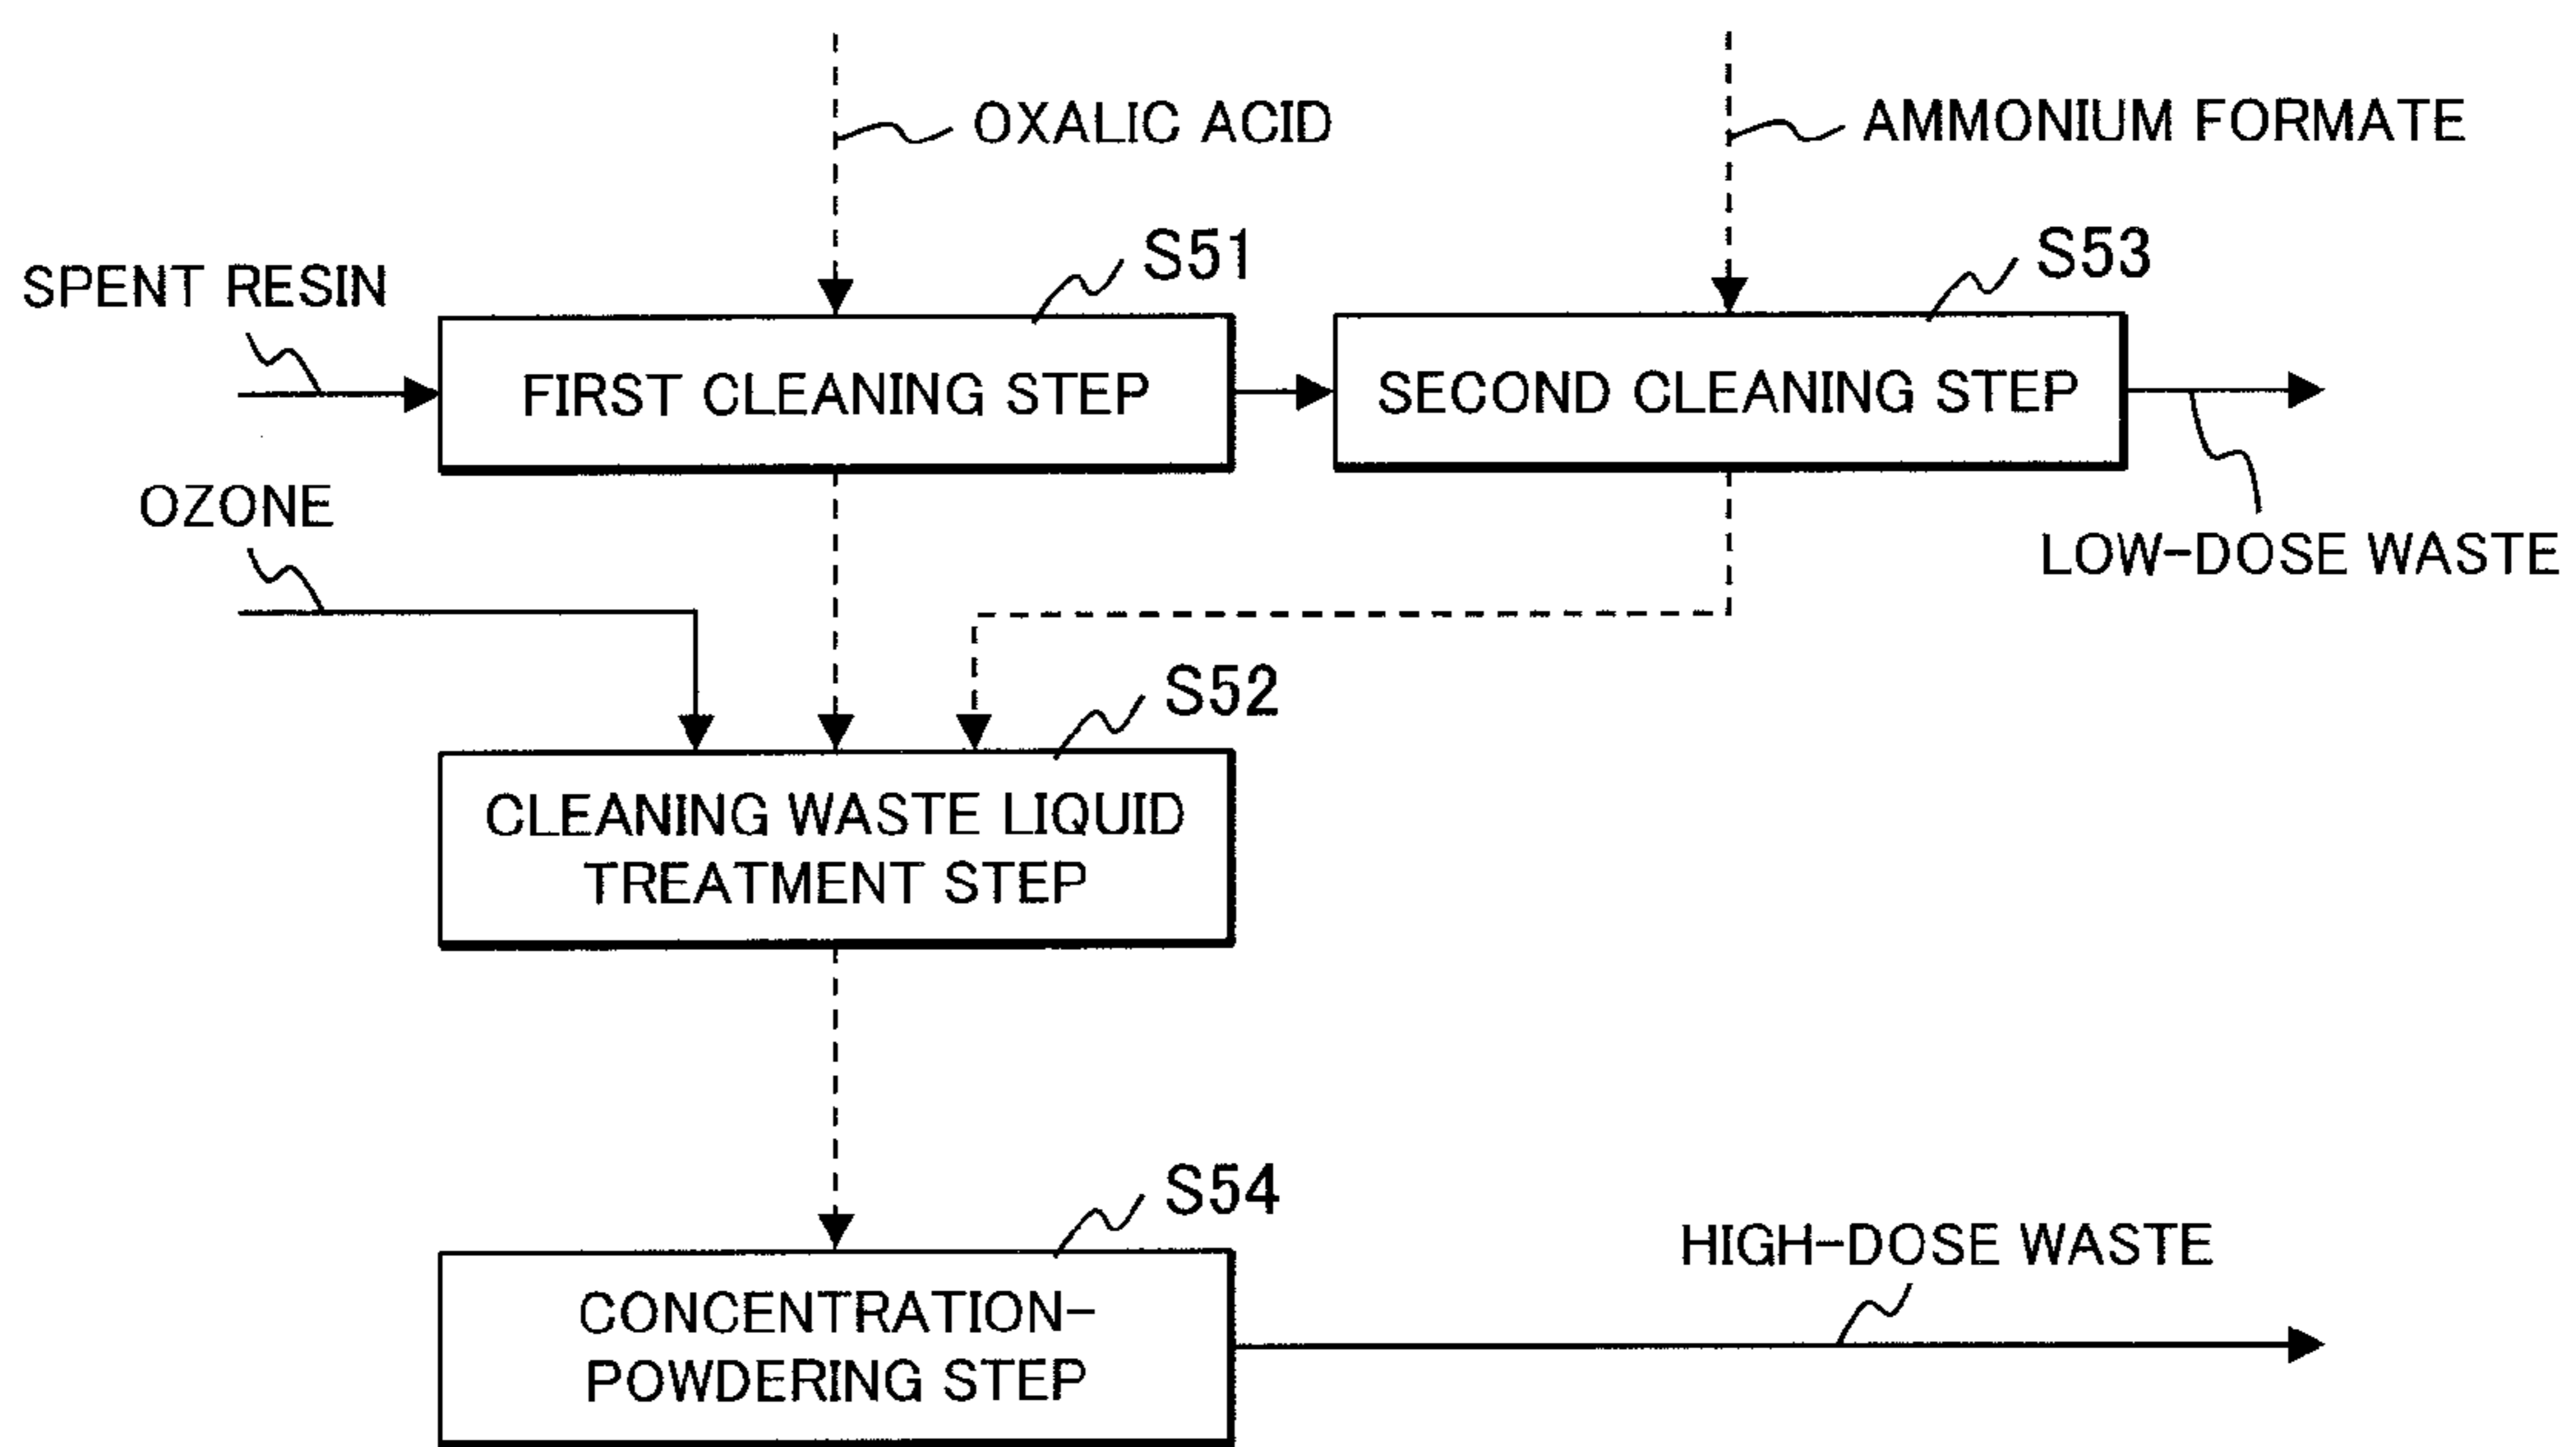 OXALIC ACID
AMMONIUM FORMATE
S51
S53
SPENT RESIN
FIRST CLEANING STEP
SECOND CLEANING STEP
OZONE
LOW-DOSE WASTE
S52
CLEANING WASTE LIQUID
TREATMENT STEP
S54
HIGH-DOSE WASTE
CONCENTRATION-
POWDERING STEP